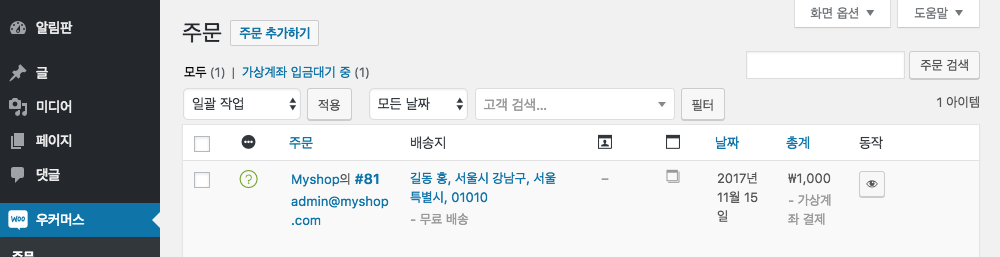 알림판
글
미디어
페이지
댓글
우커머스
화면 옵션 도움말
주문 주문 추가하기
모두 (1) | 가상계좌 입금대기 중 (1)
주문 검색
일괄 작업 적용 모든 날짜 고객 검색... 필터
1 아이템
주문 배송지 날짜 총계 동작
Myshop의 #81
admin@myshop
.com
길동 홍, 서울시 강남구, 서울
특별시, 01010
- 무료 배송
–
2017년
11월 15
일
₩1,000
- 가상계
좌 결제